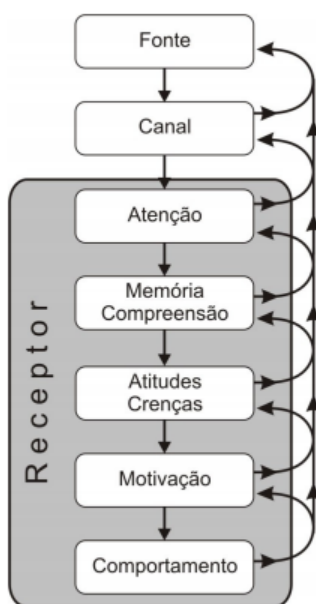 Fonte
Canal
Receptor
Atenção
Memória
Compreensão
Atitudes
Crenças
Motivação
Comportamento